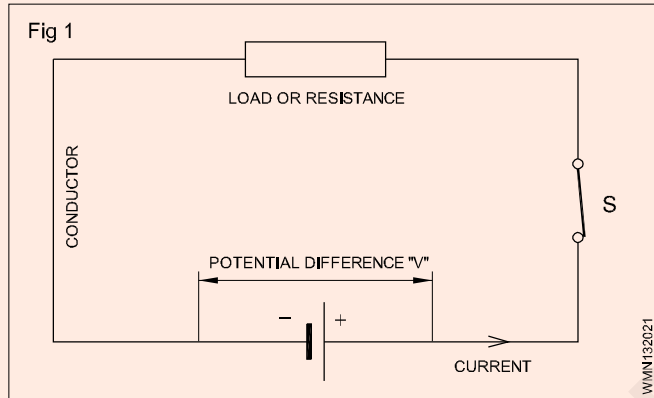 Fig 1
LOAD OR RESISTANCE
CONDUCTOR
S
POTENTIAL DIFFERENCE "V"
– +
CURRENT
WMN132021